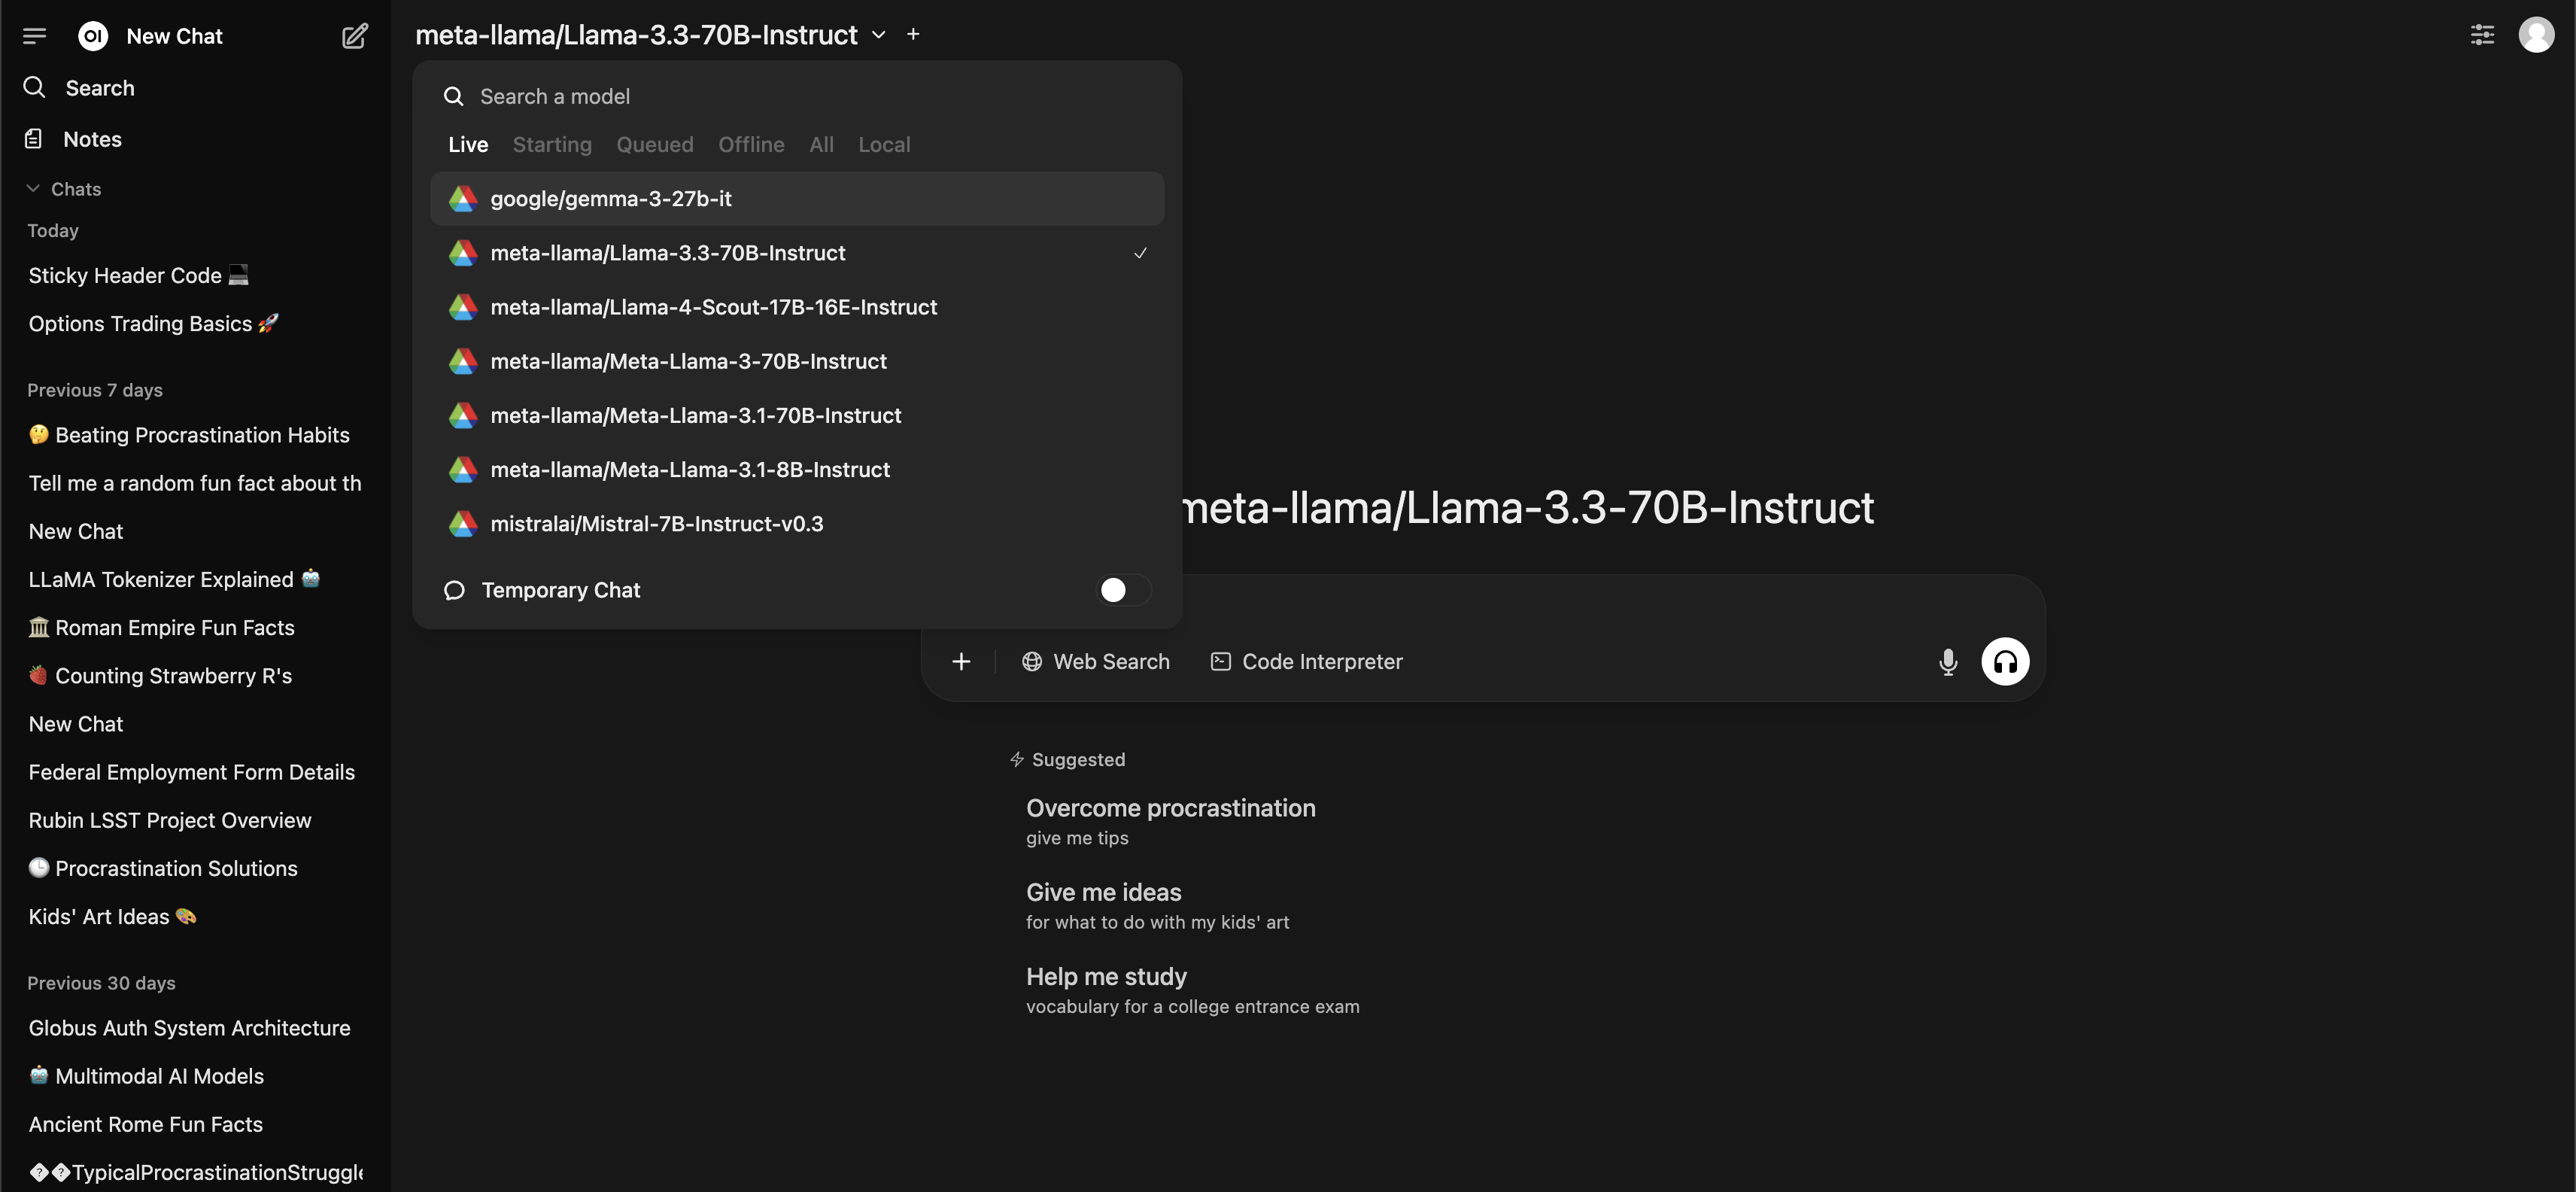 OI New Chat
Search
Notes
Chats
Today
Sticky Header Code 💻
Options Trading Basics 🚀
Previous 7 days
🤔 Beating Procrastination Habits
Tell me a random fun fact about th
New Chat
LLaMA Tokenizer Explained 🤖
🏛️ Roman Empire Fun Facts
🍓 Counting Strawberry R's
New Chat
Federal Employment Form Details
Rubin LSST Project Overview
🕒 Procrastination Solutions
Kids' Art Ideas 🎨
Previous 30 days
Globus Auth System Architecture
🤖 Multimodal AI Models
Ancient Rome Fun Facts
��TypicalProcrastinationStruggle
meta-llama/Llama-3.3-70B-Instruct
Search a model
Live Starting Queued Offline All Local
google/gemma-3-27b-it
meta-llama/Llama-3.3-70B-Instruct
meta-llama/Llama-4-Scout-17B-16E-Instruct
meta-llama/Meta-Llama-3-70B-Instruct
meta-llama/Meta-Llama-3.1-70B-Instruct
meta-llama/Meta-Llama-3.1-8B-Instruct
mistralai/Mistral-7B-Instruct-v0.3
Temporary Chat
meta-llama/Llama-3.3-70B-Instruct
Web Search Code Interpreter
Suggested
Overcome procrastination
give me tips
Give me ideas
for what to do with my kids' art
Help me study
vocabulary for a college entrance exam